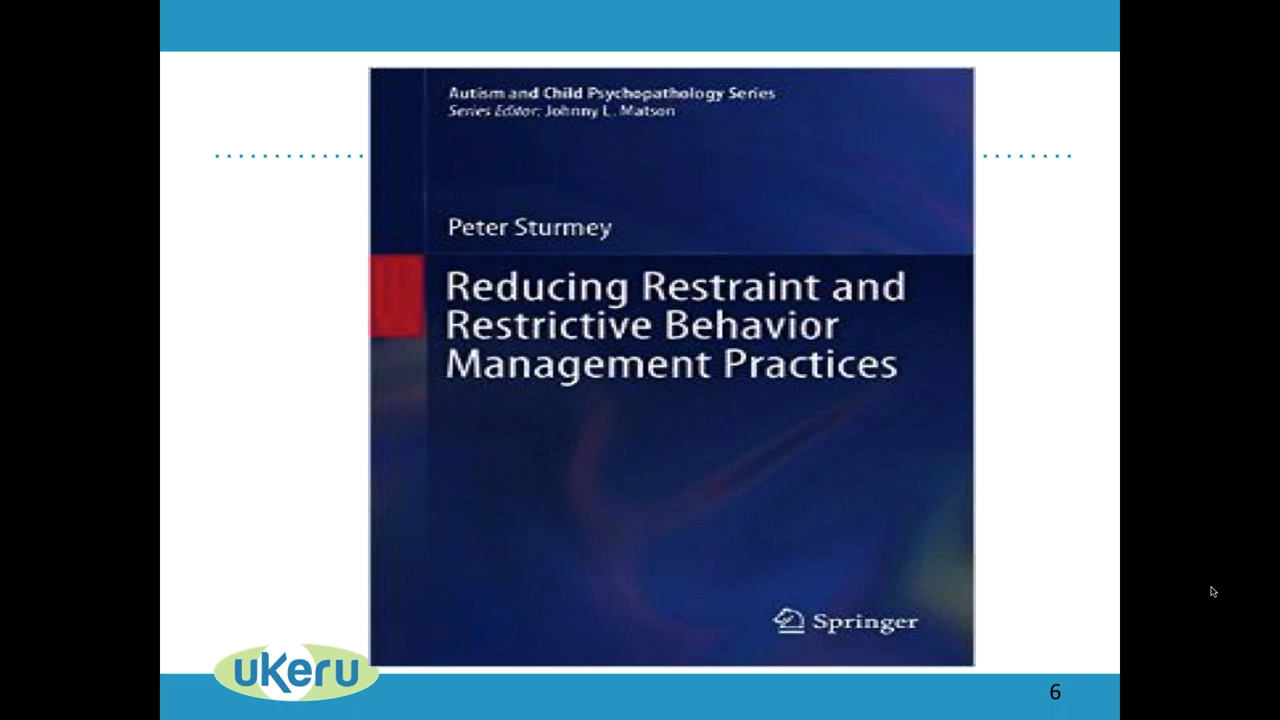 Autism and Child Psychopathology Series
Series Editor: Johnny L. Matson
Peter Sturmey
Reducing Restraint and
Restrictive Behavior
Management Practices
Springer
ukeru
6